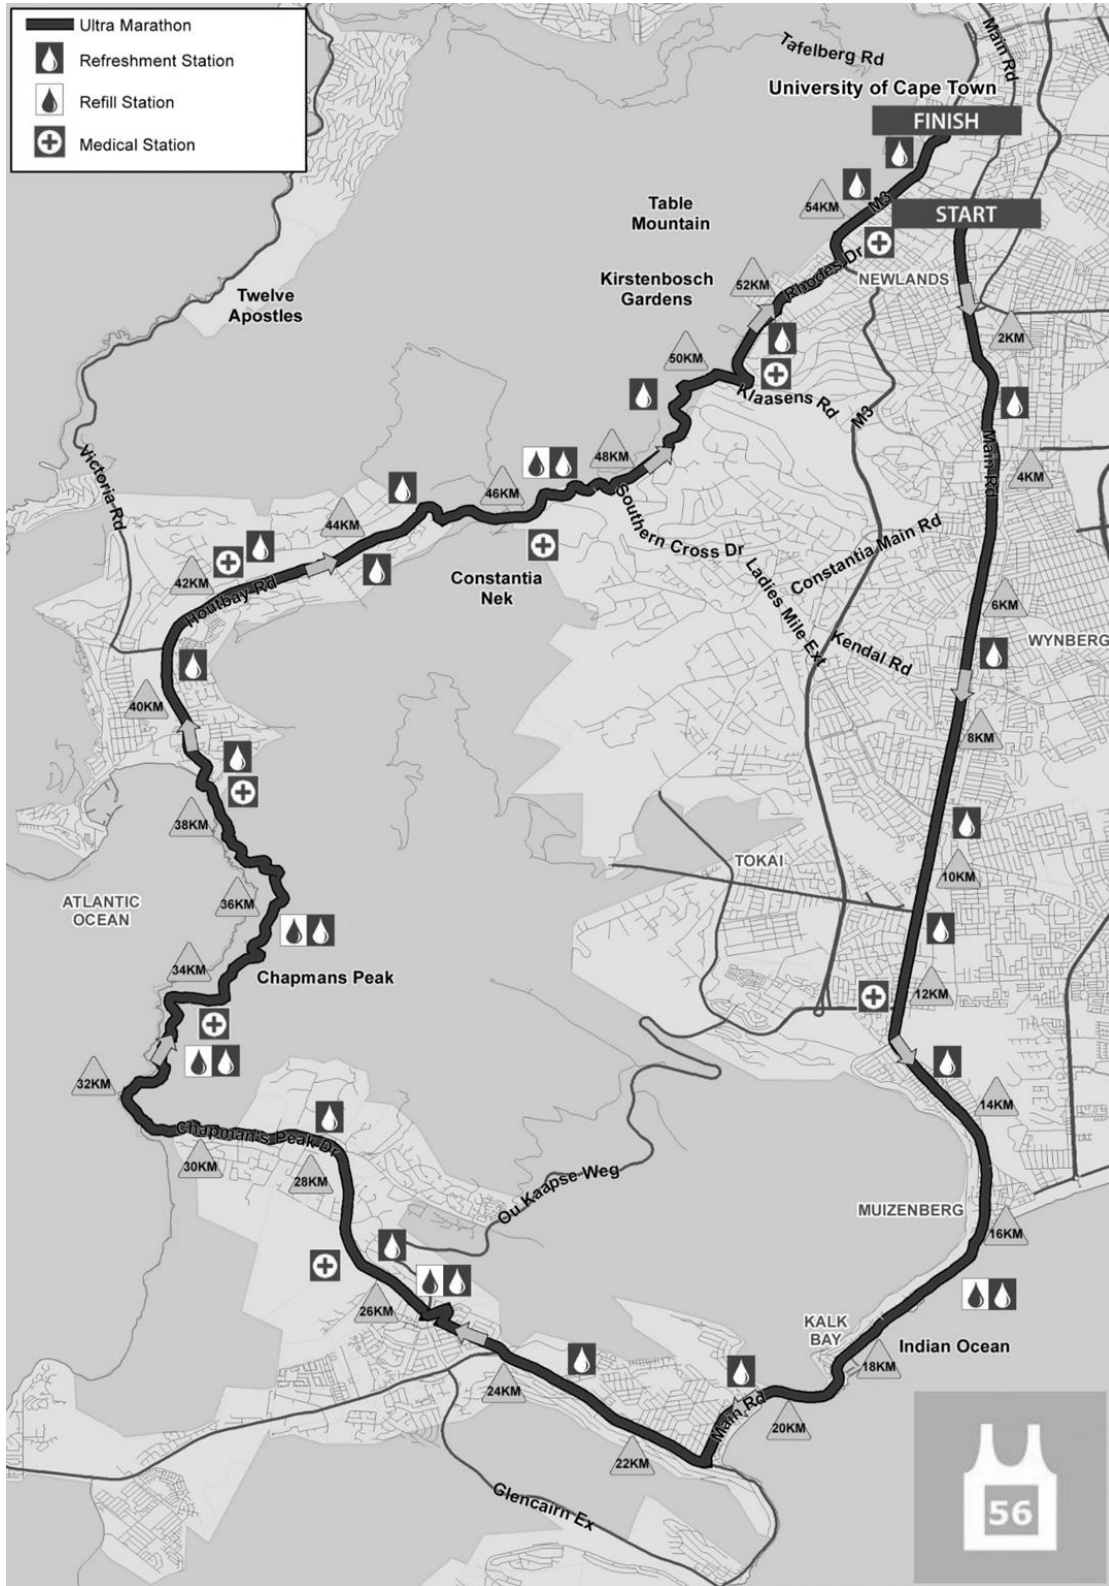 Ultra Marathon
Refreshment Station
Refill Station
Medical Station
Tafelberg Rd
Main Rd
University of Cape Town
FINISH
START
M3
54KM
Table
Mountain
Rhodes Dr
NEWLANDS
52KM
Kirstenbosch
Gardens
Twelve
Apostles
2KM
50KM
Klaasens Rd
M3
Main Rd
4KM
48KM
46KM
Victoria Rd
44KM
Southern Cross Dr
Constantia Main Rd
Ladies Mile Ext
Kendal Rd
Constantia
Nek
42KM
Houtbay Rd
6KM
WYNBERG
40KM
8KM
38KM
TOKAI
10KM
ATLANTIC
OCEAN
36KM
34KM
Chapmans Peak
12KM
32KM
14KM
Chapman's Peak Dr
30KM
28KM
Ou Kaapse Weg
MUIZENBERG
16KM
26KM
KALK
BAY
Indian Ocean
18KM
24KM
Main Rd
20KM
22KM
Glencairn Ex
56